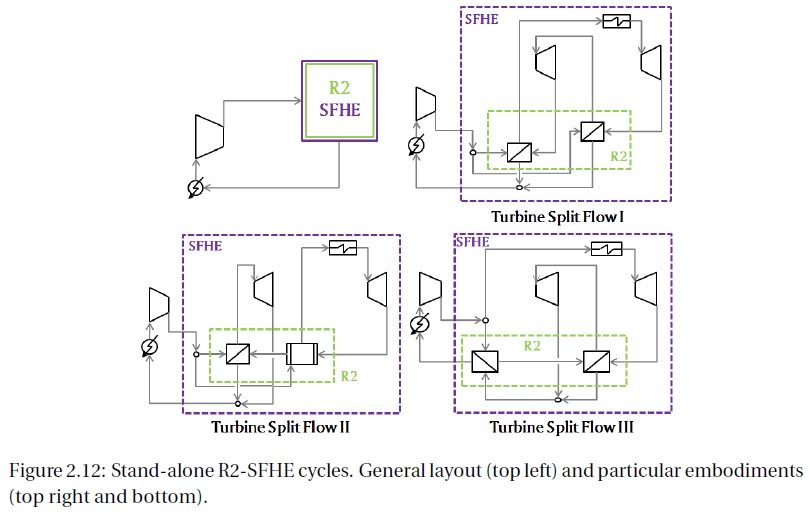 SFHE
R2
SFHE
R2
Turbine Split Flow I
SFHE
SFHE
R2
R2
Turbine Split Flow II
Turbine Split Flow III
Figure 2.12: Stand-alone R2-SFHE cycles. General layout (top left) and particular embodiments
(top right and bottom).